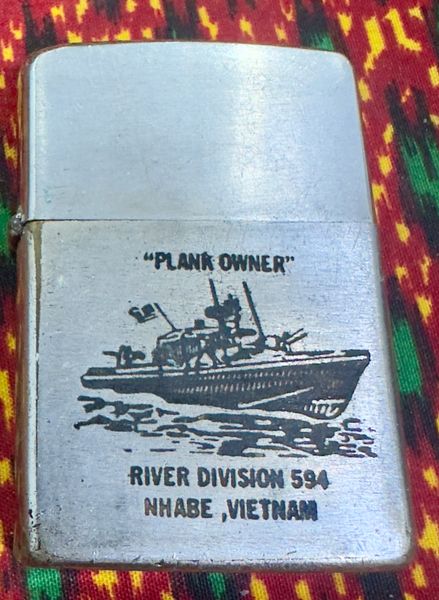 "PLANK OWNER"
RIVER DIVISION 594
NHABE ,VIETNAM